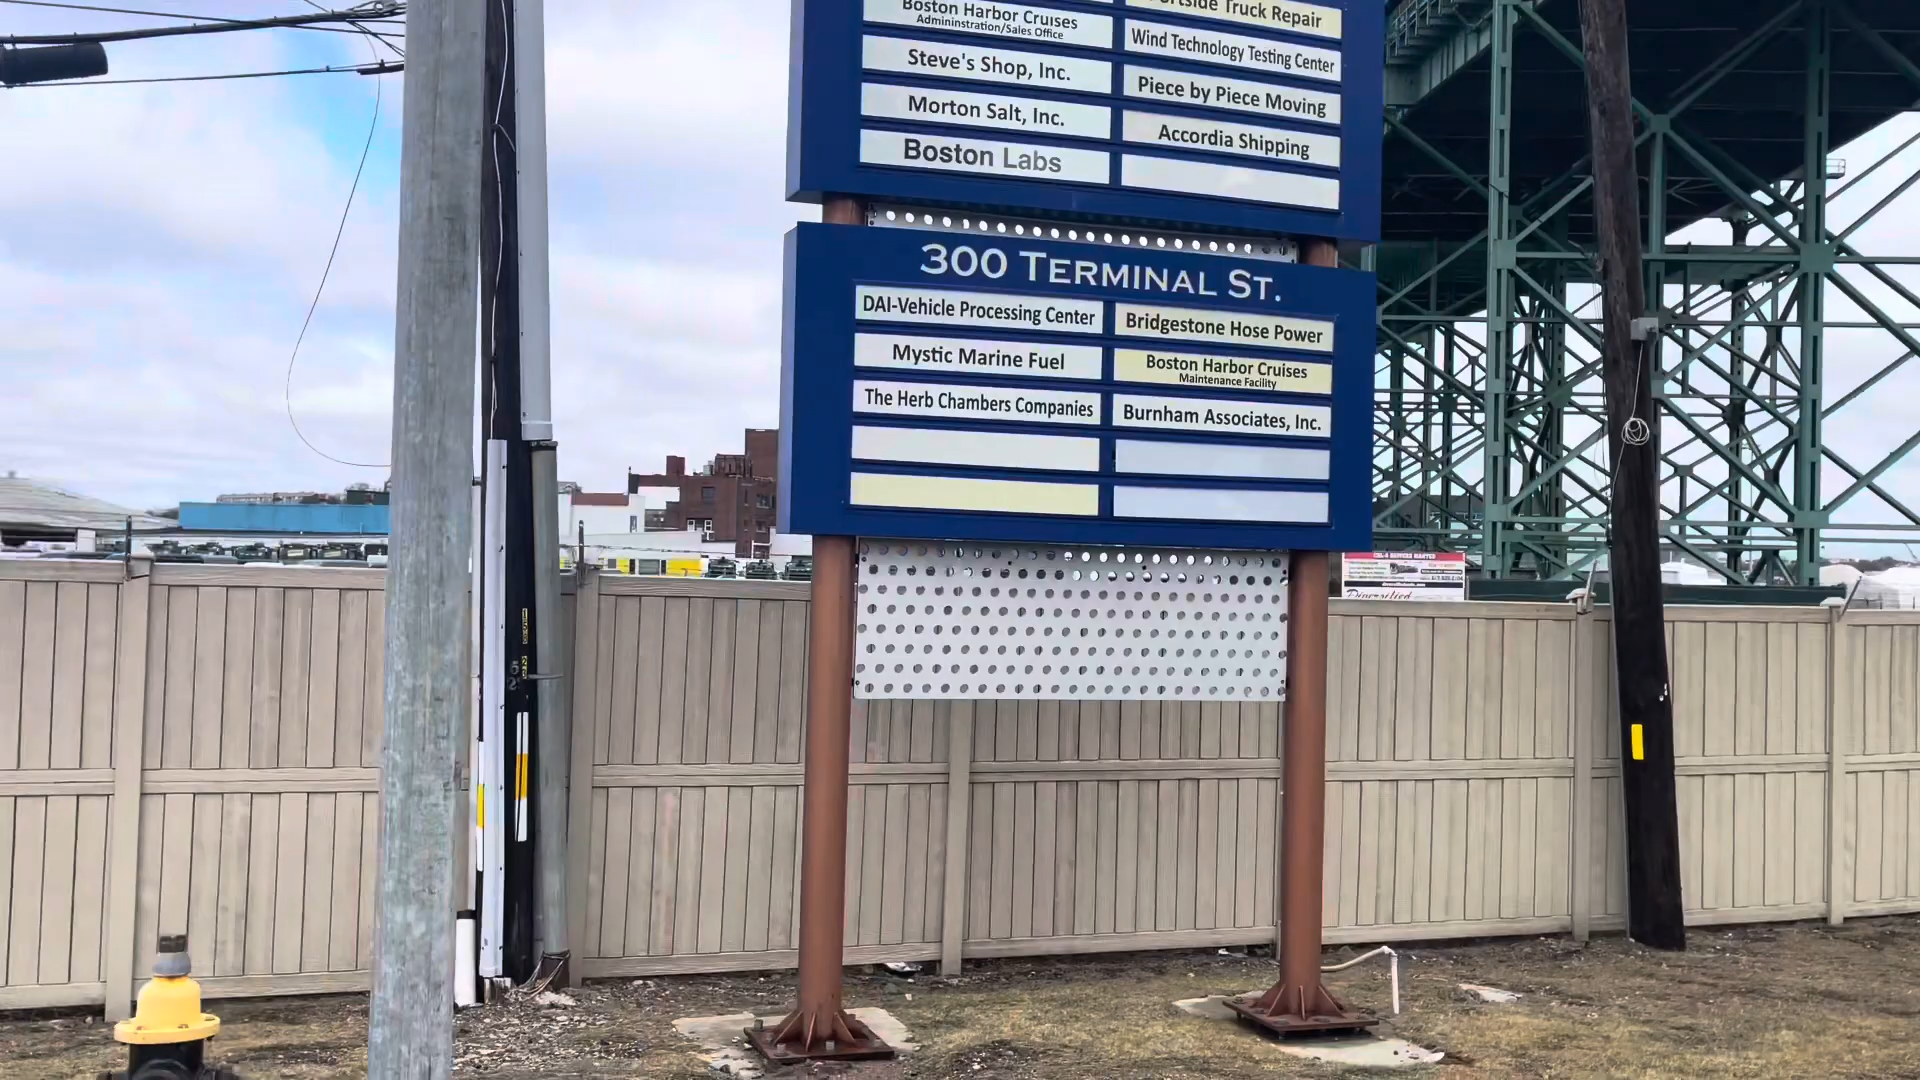 Truck Repair
Boston Harbor Cruises
Admininstration/Sales Office
Wind Technology Testing Center
Steve's Shop, Inc.
Piece by Piece Moving
Morton Salt, Inc.
Accordia Shipping
Boston Labs
300 TERMINAL ST.
DAI-Vehicle Processing Center
Bridgestone Hose Power
Mystic Marine Fuel
Boston Harbor Cruises
Maintenance Facility
The Herb Chambers Companies
Burnham Associates, Inc.
Diversified